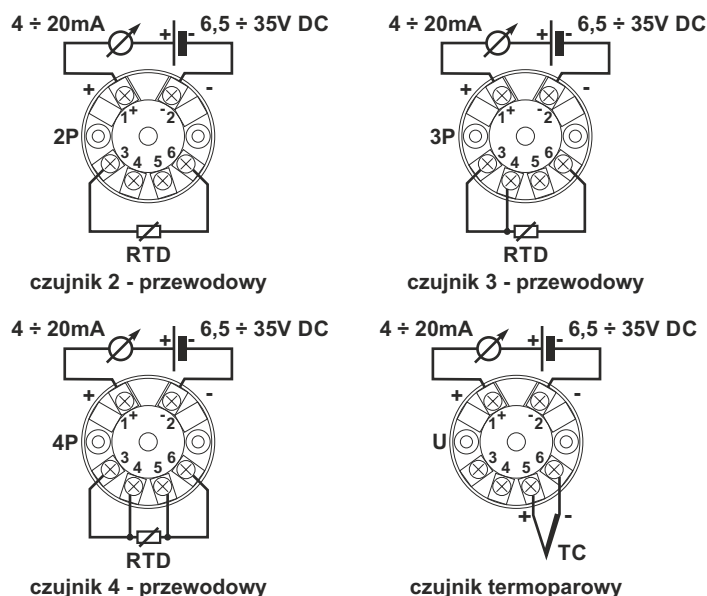 4 ÷ 20mA + - 6,5 ÷ 35V DC
+ -
1+ -2
2P
3 4 5 6
RTD
czujnik 2 - przewodowy
4 ÷ 20mA + - 6,5 ÷ 35V DC
+ -
1+ -2
3P
3 4 5 6
RTD
czujnik 3 - przewodowy
4 ÷ 20mA + - 6,5 ÷ 35V DC
+ -
1+ -2
4P
3 4 5 6
RTD
czujnik 4 - przewodowy
4 ÷ 20mA + - 6,5 ÷ 35V DC
+ -
1+ -2
U
3 4 5 6
+ -
TC
czujnik termoparowy